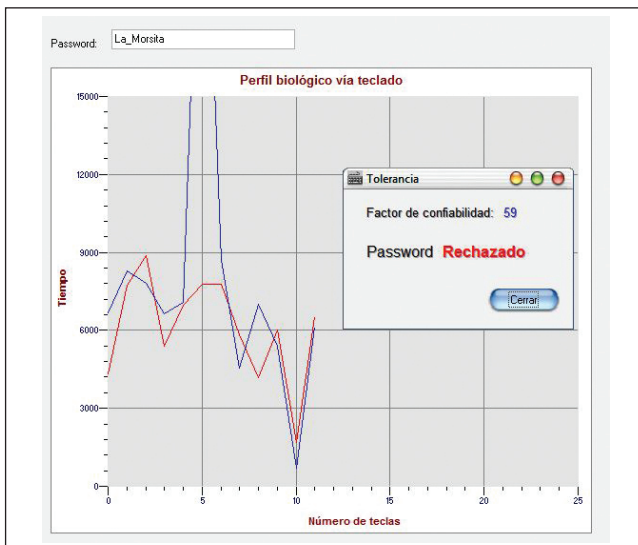 Password: La_Morsita
Perfil biológico vía teclado
15000
12000
9000
6000
3000
0
Tiempo
0 5 10 15 20 25
Número de teclas
Tolerancia
Factor de confiabilidad: 59
Password Rechazado
Cerrar